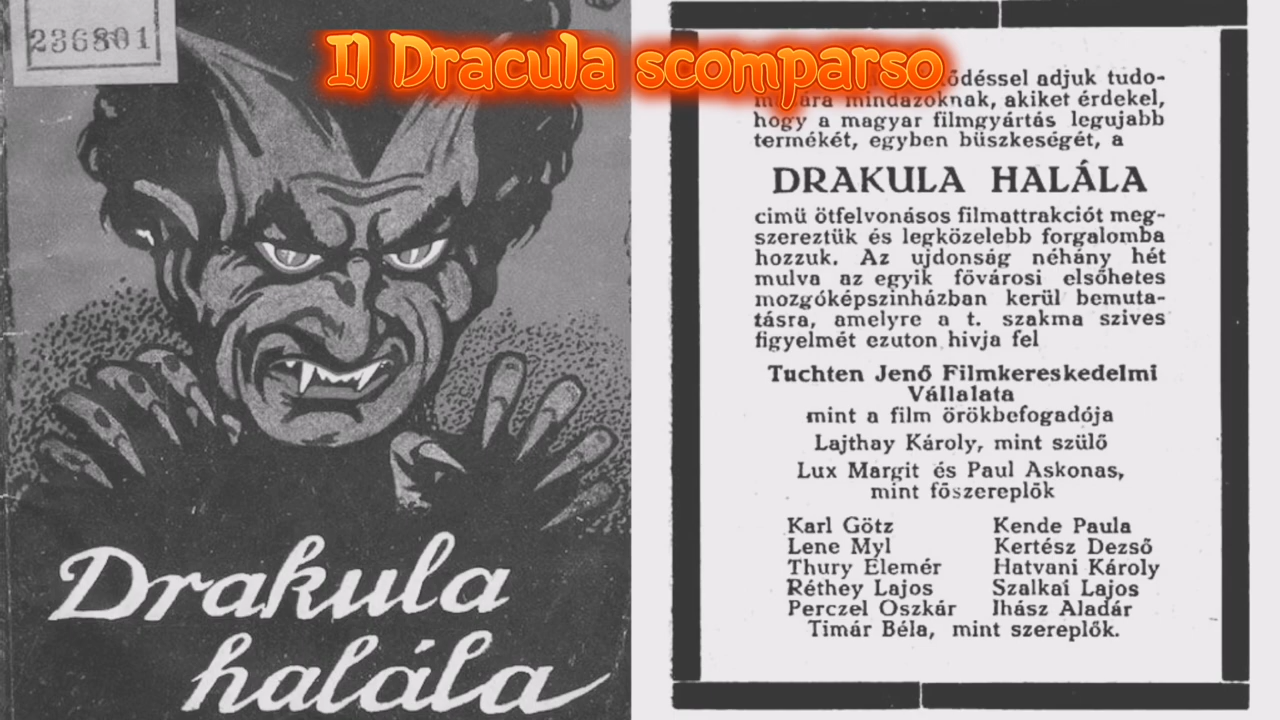 236801
Il Dracula scomparso
Drakula
halála
ődéssel adjuk tudo-
mindazoknak, akiket érdekel,
hogy a magyar filmgyártás legujabb
termékét, egyben büszkeségét, a
DRAKULA HALÁLA
cimü ötfelvonásos filmattrakciót meg-
szereztük és legközelebb forgalomba
hozzuk. Az ujdonság néhány hét
mulva az egyik fővárosi elsőhetes
mozgóképszinházban kerül bemuta-
tásra, amelyre a t. szakma szives
figyelmét ezuton hivja fel
Tuchten Jenő Filmkereskedelmi
Vállalata
mint a film örökbefogadója
Lajthay Károly, mint szülő
Lux Margit és Paul Askonas,
mint főszereplők
Karl Götz Kende Paula
Lene Myl Kertész Dezső
Thury Elemér Hatvani Károly
Réthey Lajos Szalkai Lajos
Perczel Oszkár Ihász Aladár
Timár Béla, mint szereplők.